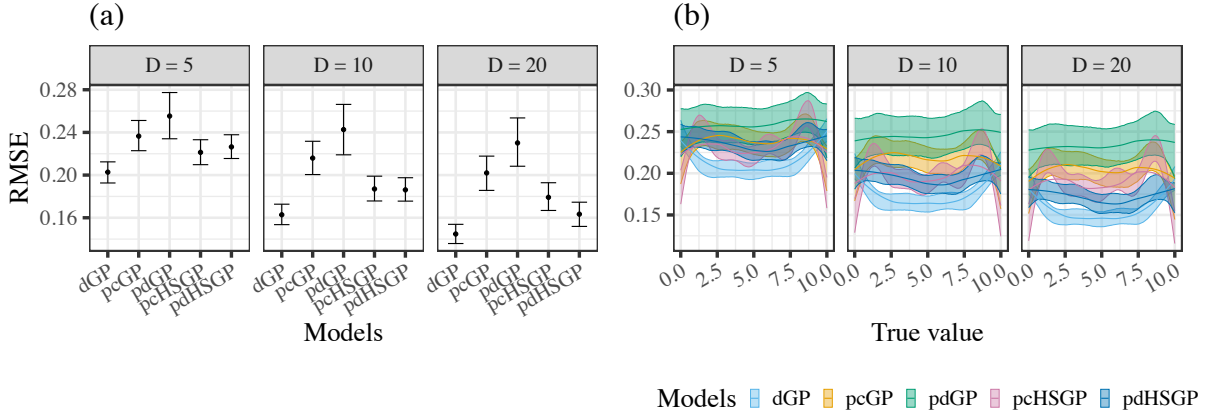 (a)
(b)
D = 5
D = 10
D = 20
D = 5
D = 10
D = 20
RMSE
0.28
0.24
0.20
0.16
0.30
0.25
0.20
0.15
dGP
pcGP
pdGP
pcHSGP
pdHSGP
dGP
pcGP
pdGP
pcHSGP
pdHSGP
dGP
pcGP
pdGP
pcHSGP
pdHSGP
0.0
2.5
5.0
7.5
10.0
0.0
2.5
5.0
7.5
10.0
0.0
2.5
5.0
7.5
10.0
Models
True value
Models dGP pcGP pdGP pcHSGP pdHSGP